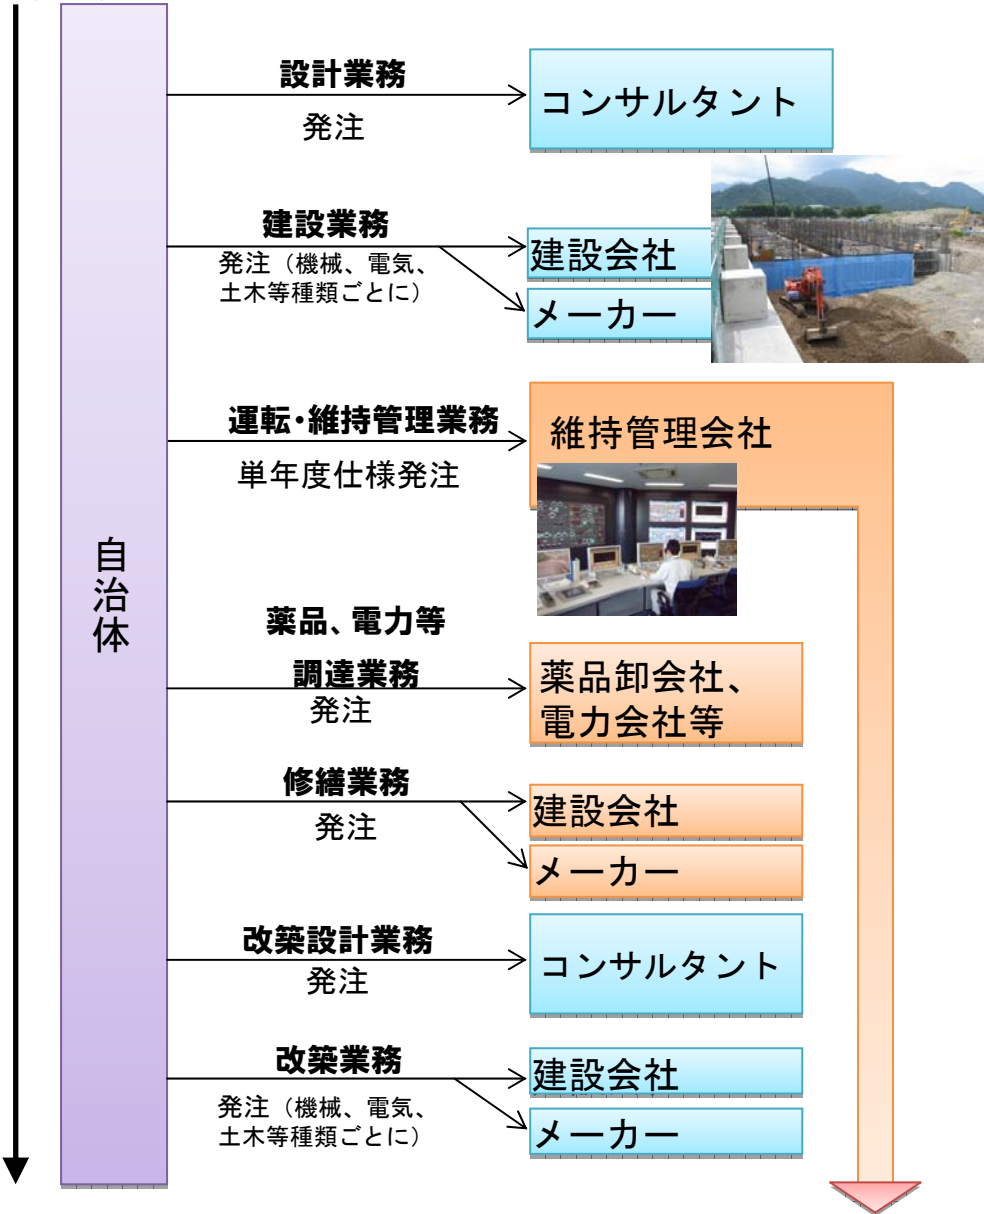 設計業務
発注
コンサルタント
建設業務
発注（機械、電気、
土木等種類ごとに）
建設会社
メーカー
運転・維持管理業務
単年度仕様発注
維持管理会社
自治体
薬品、電力等
調達業務
発注
薬品卸会社、
電力会社等
修繕業務
発注
建設会社
メーカー
改築設計業務
発注
コンサルタント
改築業務
発注（機械、電気、
土木等種類ごとに）
建設会社
メーカー